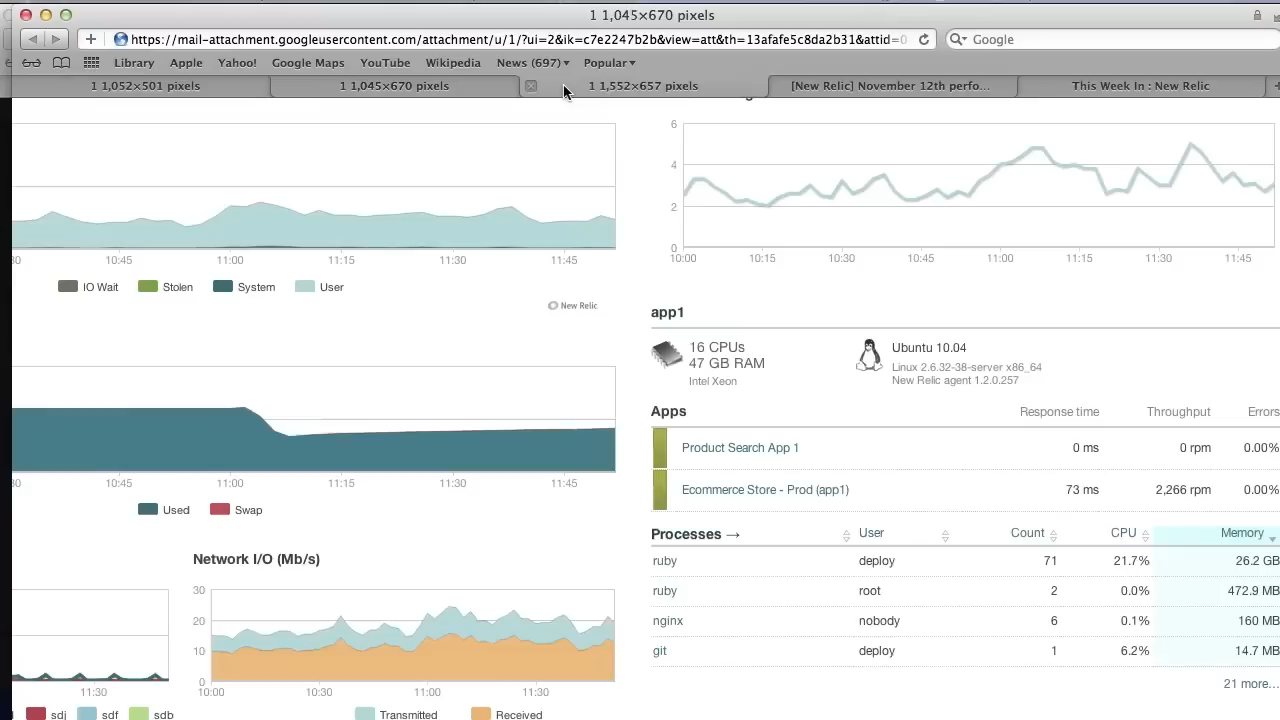 1 1,045×670 pixels
https://mail-attachment.googleusercontent.com/attachment/u/1/?ui=2&ik=c7e2247b2b&view=att&th=13afafe5c8da2b31&attid=0
Google
Library Apple Yahoo! Google Maps YouTube Wikipedia News (697) Popular
1 1,052×501 pixels 1 1,045×670 pixels 1 1,552×657 pixels [New Relic] November 12th perfo... This Week In : New Relic
10:45 11:00 11:15 11:30 11:45
IO Wait Stolen System User
New Relic
10:45 11:00 11:15 11:30 11:45
Used Swap
Network I/O (Mb/s)
30
20
10
0
11:30
10:00 10:30 11:00 11:30
sdj sdf sdb
Transmitted Received
6
4
2
0
10:00 10:15 10:30 10:45 11:00 11:15 11:30 11:45
app1
16 CPUs
47 GB RAM
Intel Xeon
Ubuntu 10.04
Linux 2.6.32-38-server x86_64
New Relic agent 1.2.0.257
Apps Response time Throughput Errors
Product Search App 1 0 ms 0 rpm 0.00%
Ecommerce Store - Prod (app1) 73 ms 2,266 rpm 0.00%
Processes → User Count CPU Memory
ruby deploy 71 21.7% 26.2 GB
ruby root 2 0.0% 472.9 MB
nginx nobody 6 0.1% 160 MB
git deploy 1 6.2% 14.7 MB
21 more...